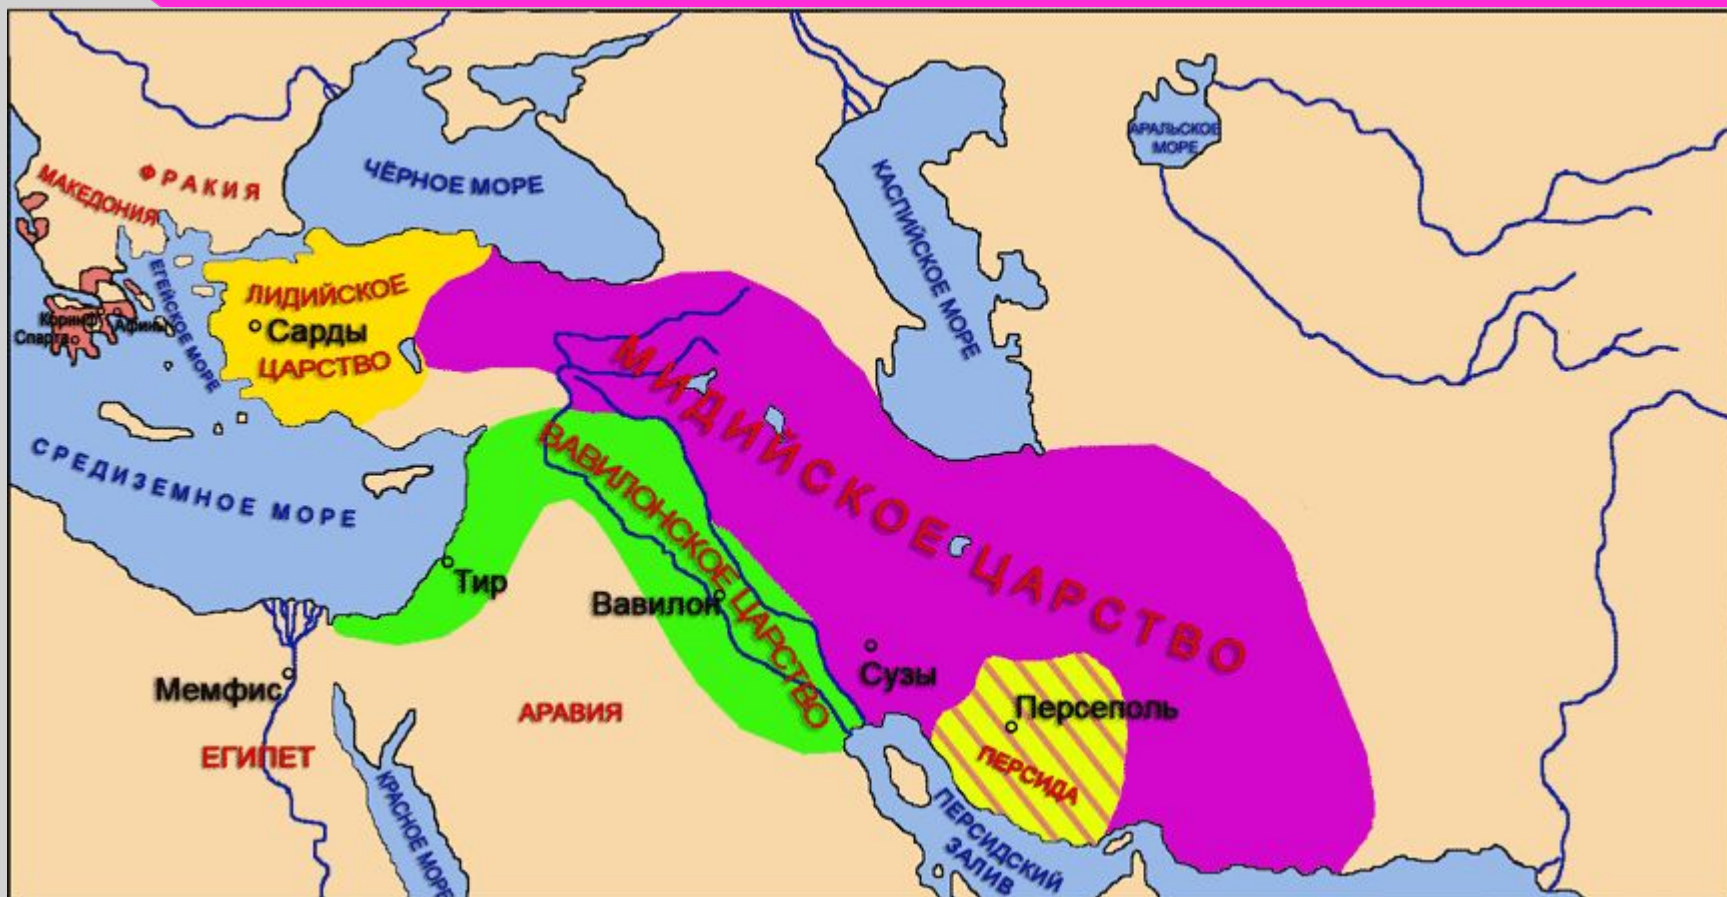 АРАЛЬСКОЕ
МОРЕ
ЧЁРНОЕ МОРЕ
КАСПИЙСКОЕ МОРЕ
ФРАКИЯ
МАКЕДОНИЯ
ЕГЕЙСКОЕ МОРЕ
ЛИДИЙСКОЕ
Сарды
ЦАРСТВО
Коринф
Афины
Спарта
МИДИЙСКОЕ ЦАРСТВО
ВАВИЛОНСКОЕ ЦАРСТВО
СРЕДИЗЕМНОЕ МОРЕ
Тир
Вавилон
Сузы
Мемфис
ЕГИПЕТ
АРАВИЯ
Персеполь
ПЕРСИДА
КРАСНОЕ МОРЕ
ПЕРСИДСКИЙ
ЗАЛИВ